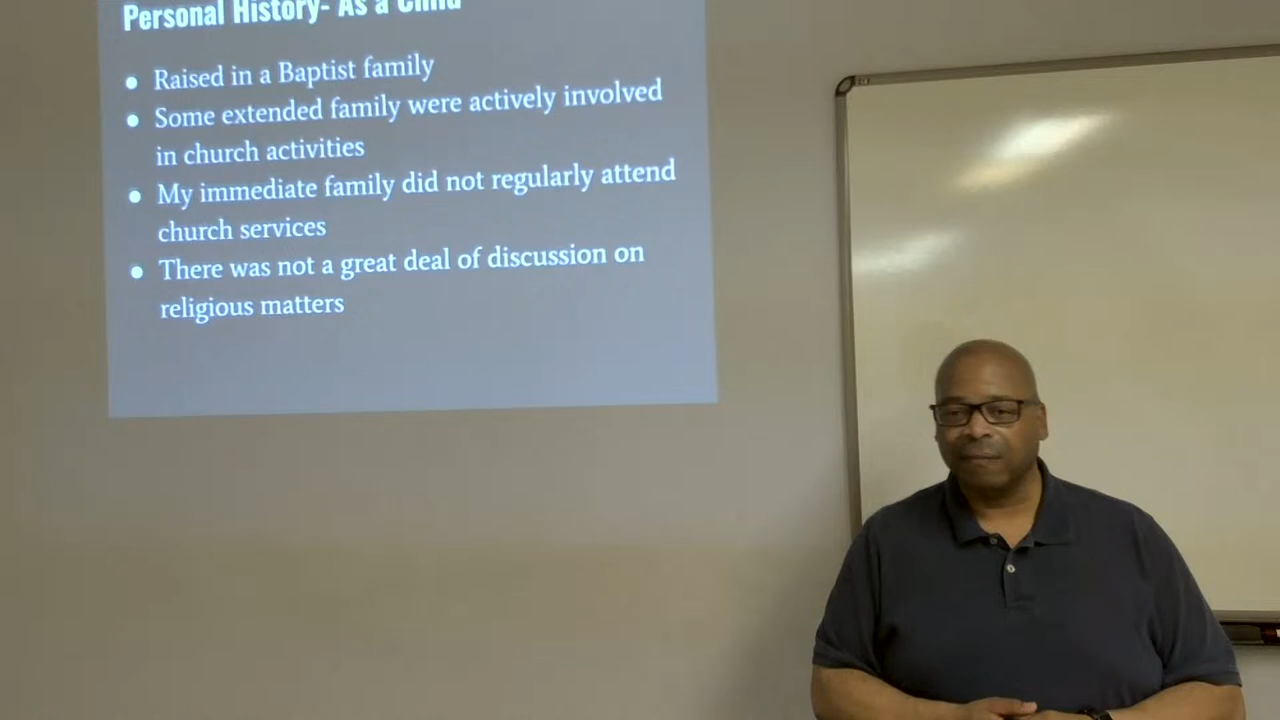 Personal History- As a Child
Raised in a Baptist family
Some extended family were actively involved
in church activities
My immediate family did not regularly attend
church services
There was not a great deal of discussion on
religious matters